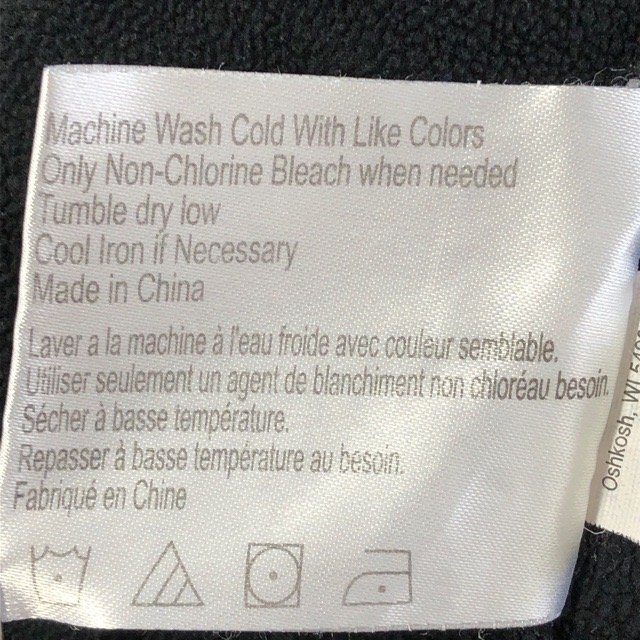 Machine Wash Cold With Like Colors
Only Non-Chlorine Bleach when needed
Tumble dry low
Cool Iron if Necessary
Made in China
Laver a la machine à l'eau froide avec couleur semblable.
Utiliser seulement un agent de blanchiment non chloréau besoin.
Sécher à basse température.
Repasser à basse température au besoin.
Fabriqué en Chine
Oshkosh, WI